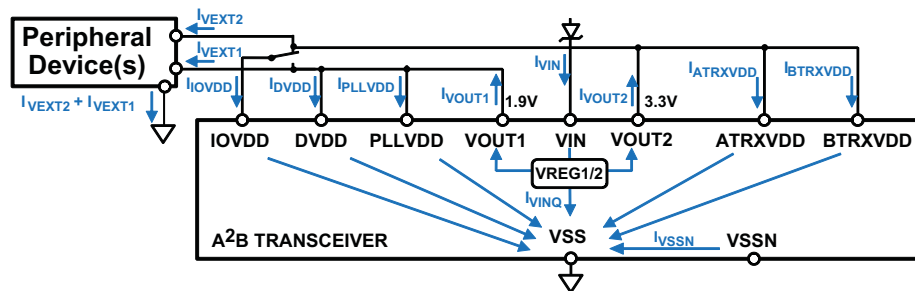 Peripheral
Device(s)
IVEXT2
IVEXT1
IVEXT2 + IVEXT1
IIOVDD
IDVDD
IPLLVDD
IVOUT1
1.9V
IVIN
IVOUT2
3.3V
IATRXVDD
IBTRXVDD
IOVDD
DVDD
PLLVDD
VOUT1
VIN
VOUT2
ATRXVDD
BTRXVDD
VREG1/2
IVINQ
A2B TRANSCEIVER
VSS
IVSSN
VSSN